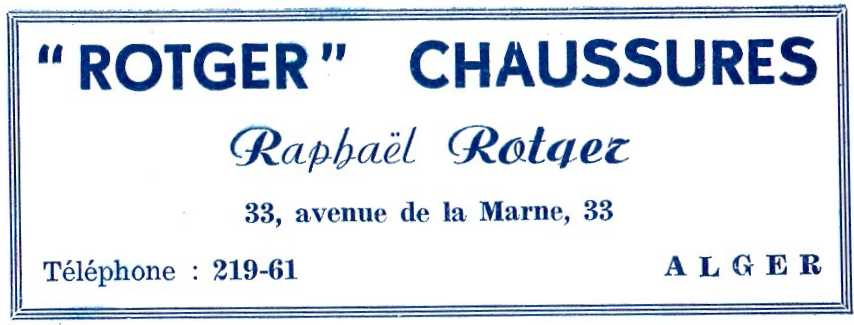 "ROTGER" CHAUSSURES
Raphaël Rotger
33, avenue de la Marne, 33
Téléphone : 219-61 ALGER